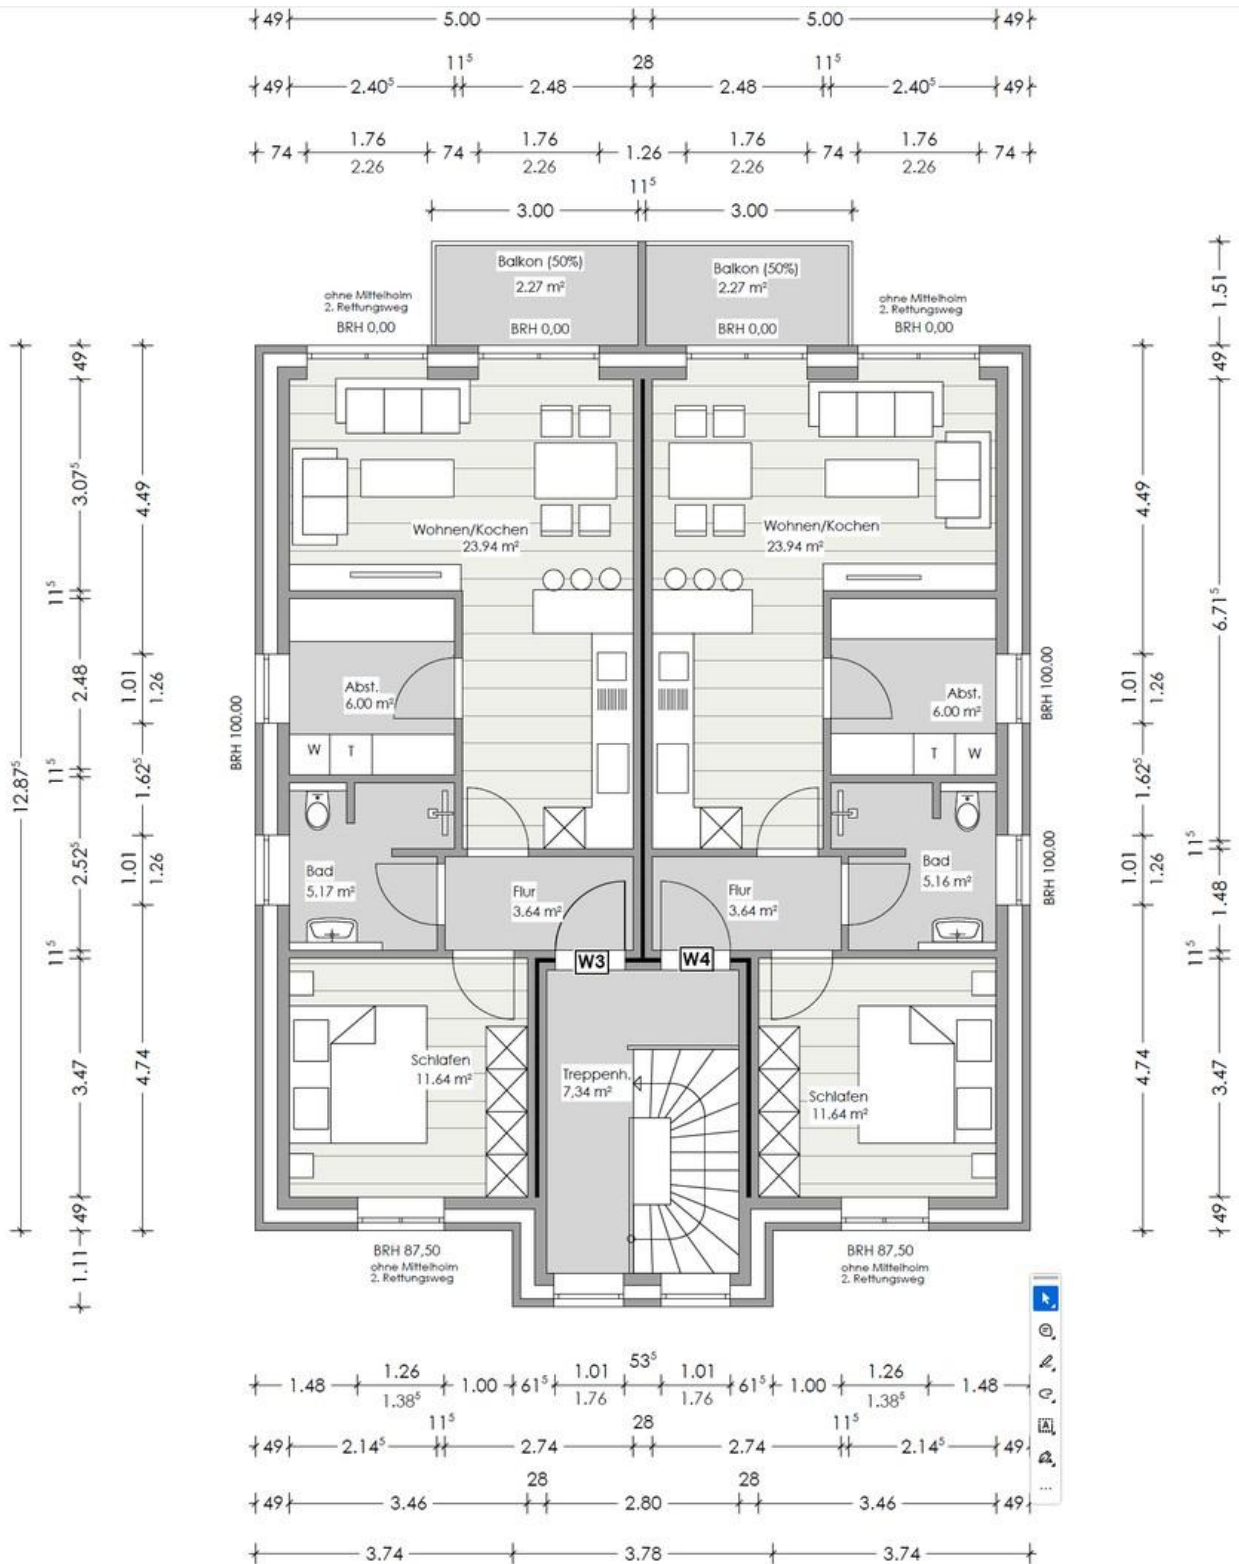 49 5.00 5.00 49
11⁵ 28 11⁵
49 2.40⁵ 2.48 2.48 2.40⁵ 49
1.76 1.76 1.76 1.76
74 74 1.26 74 74
2.26 2.26 2.26 2.26
11⁵
3.00 3.00
Balkon (50%)
2.27 m²
BRH 0,00
Balkon (50%)
2.27 m²
BRH 0,00
ohne Mittelholm
2. Rettungsweg
BRH 0,00
ohne Mittelholm
2. Rettungsweg
BRH 0,00
12.87⁵
49
3.07⁵
11⁵
2.48
11⁵
2.52⁵
11⁵
3.47
49
1.11
4.49
1.01
1.26
1.62⁵
1.01
1.26
4.74
BRH 100.00
Wohnen/Kochen
23.94 m²
Wohnen/Kochen
23.94 m²
Abst.
6.00 m²
W T
Abst.
6.00 m²
T W
Bad
5.17 m²
Flur
3.64 m²
Flur
3.64 m²
Bad
5.16 m²
W3
W4
Schlafen
11.64 m²
Treppenh.
7,34 m²
Schlafen
11.64 m²
BRH 100.00
BRH 100.00
4.49
1.01
1.26
1.62⁵
1.01
1.26
4.74
1.51
49
6.71⁵
11⁵
1.48
11⁵
3.47
49
BRH 87,50
ohne Mittelholm
2. Rettungsweg
BRH 87,50
ohne Mittelholm
2. Rettungsweg
53⁵
1.26 1.01 1.01 1.26
1.48 1.00 61⁵ 61⁵ 1.00 1.48
1.38⁵ 1.76 1.76 1.38⁵
11⁵ 28 11⁵
49 2.14⁵ 2.74 2.74 2.14⁵ 49
28 28
49 3.46 2.80 3.46 49
3.74 3.78 3.74
A